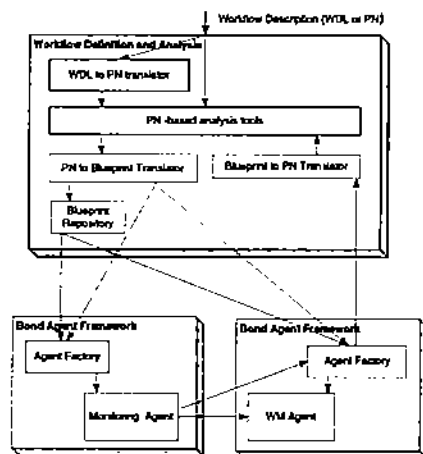 Workflow Description (WDL or PN)
Workflow Definition and Analysis
WDL to PN translator
PN-based analysis tools
PN to Blueprint Translator
Blueprint to PN Translator
Blueprint
Repository
Bond Agent Framework
Bond Agent Framework
Agent Factory
Agent Factory
Monitoring Agent
WM Agent